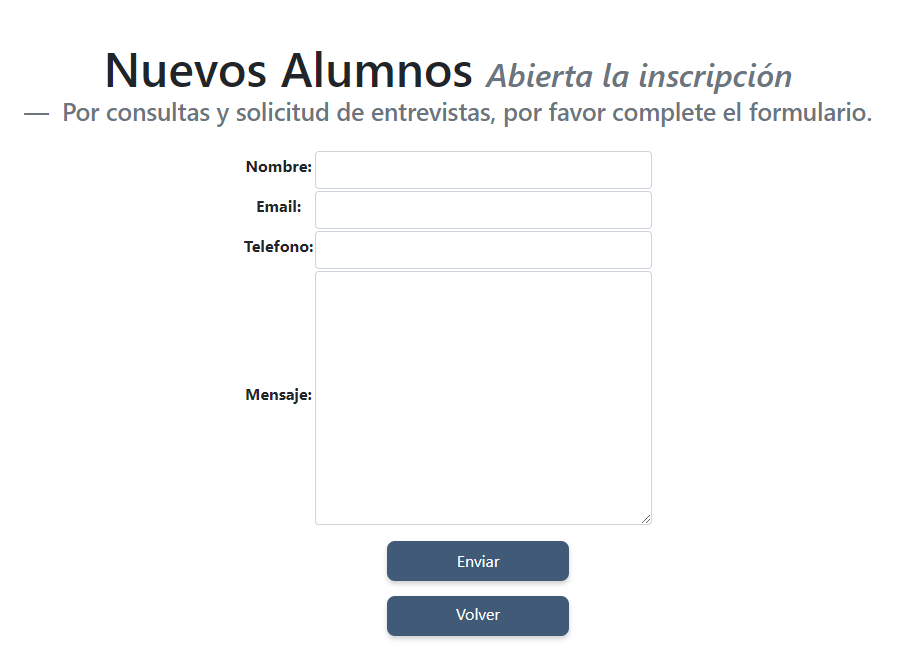 Nuevos Alumnos Abierta la inscripción
— Por consultas y solicitud de entrevistas, por favor complete el formulario.
Nombre:
Email:
Telefono:
Mensaje:
Enviar
Volver